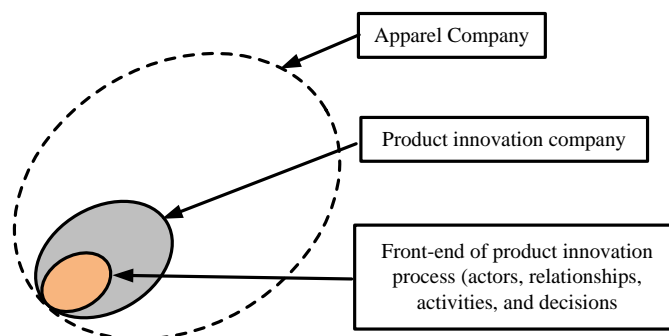 Apparel Company
Product innovation company
Front-end of product innovation
process (actors, relationships,
activities, and decisions